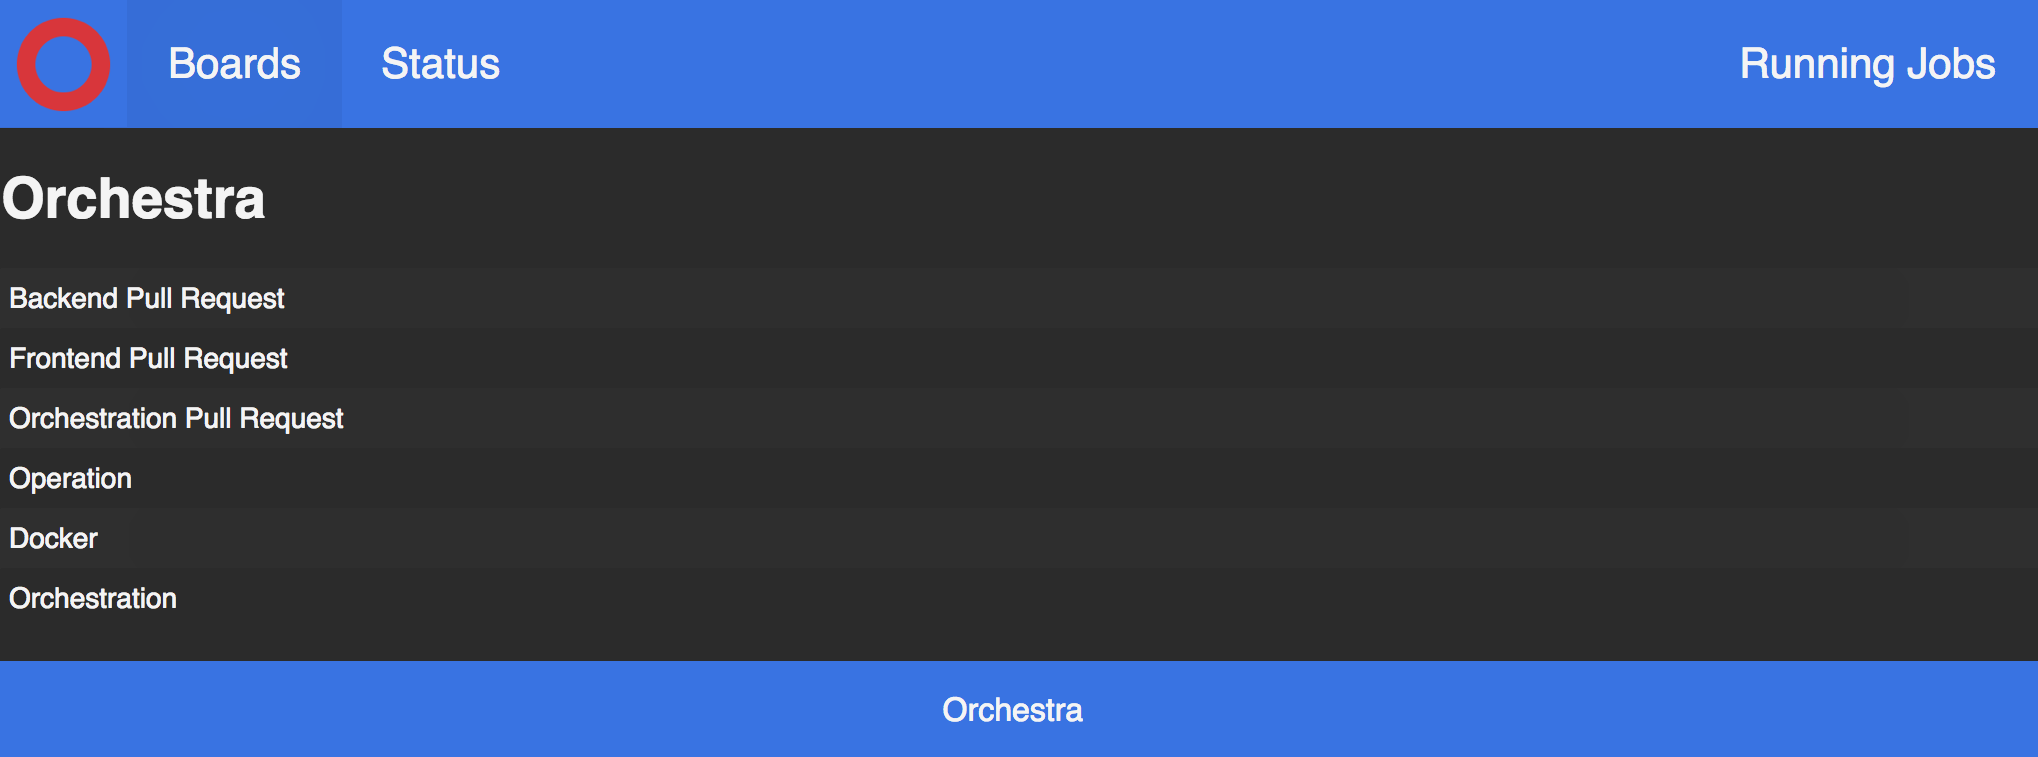 Boards Status Running Jobs
Orchestra
Backend Pull Request
Frontend Pull Request
Orchestration Pull Request
Operation
Docker
Orchestration
Orchestra